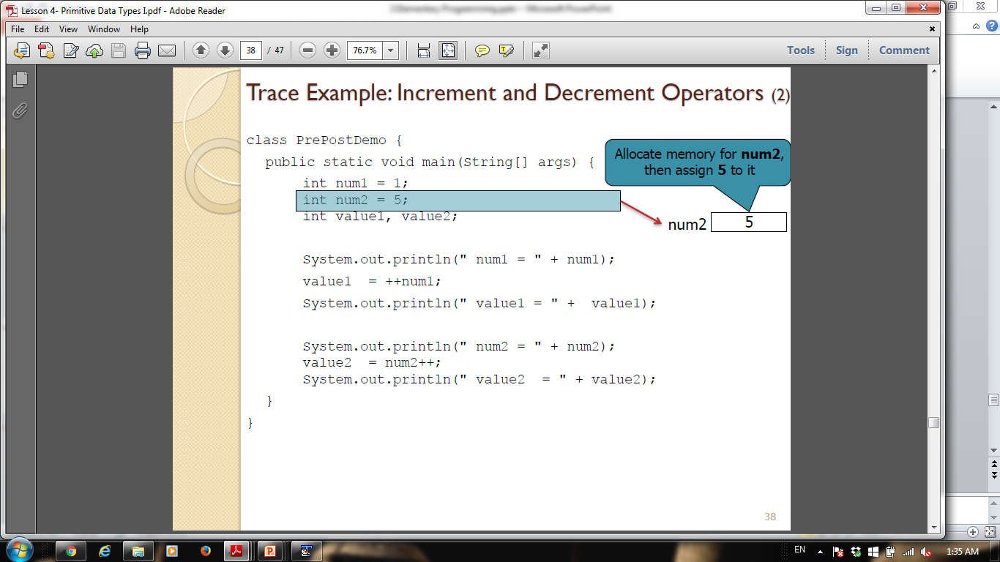 Lesson 4- Primitive Data Types I.pdf - Adobe Reader
File Edit View Window Help
38 / 47
76.7%
Tools Sign Comment
Trace Example: Increment and Decrement Operators (2)
class PrePostDemo {
public static void main(String[] args) {
int num1 = 1;
int num2 = 5;
int value1, value2;
Allocate memory for num2,
then assign 5 to it
num2 5
System.out.println(" num1 = " + num1);
value1  = ++num1;
System.out.println(" value1 = " +  value1);
System.out.println(" num2 = " + num2);
value2  = num2++;
System.out.println(" value2  = " + value2);
}
}
38
EN
1:35 AM